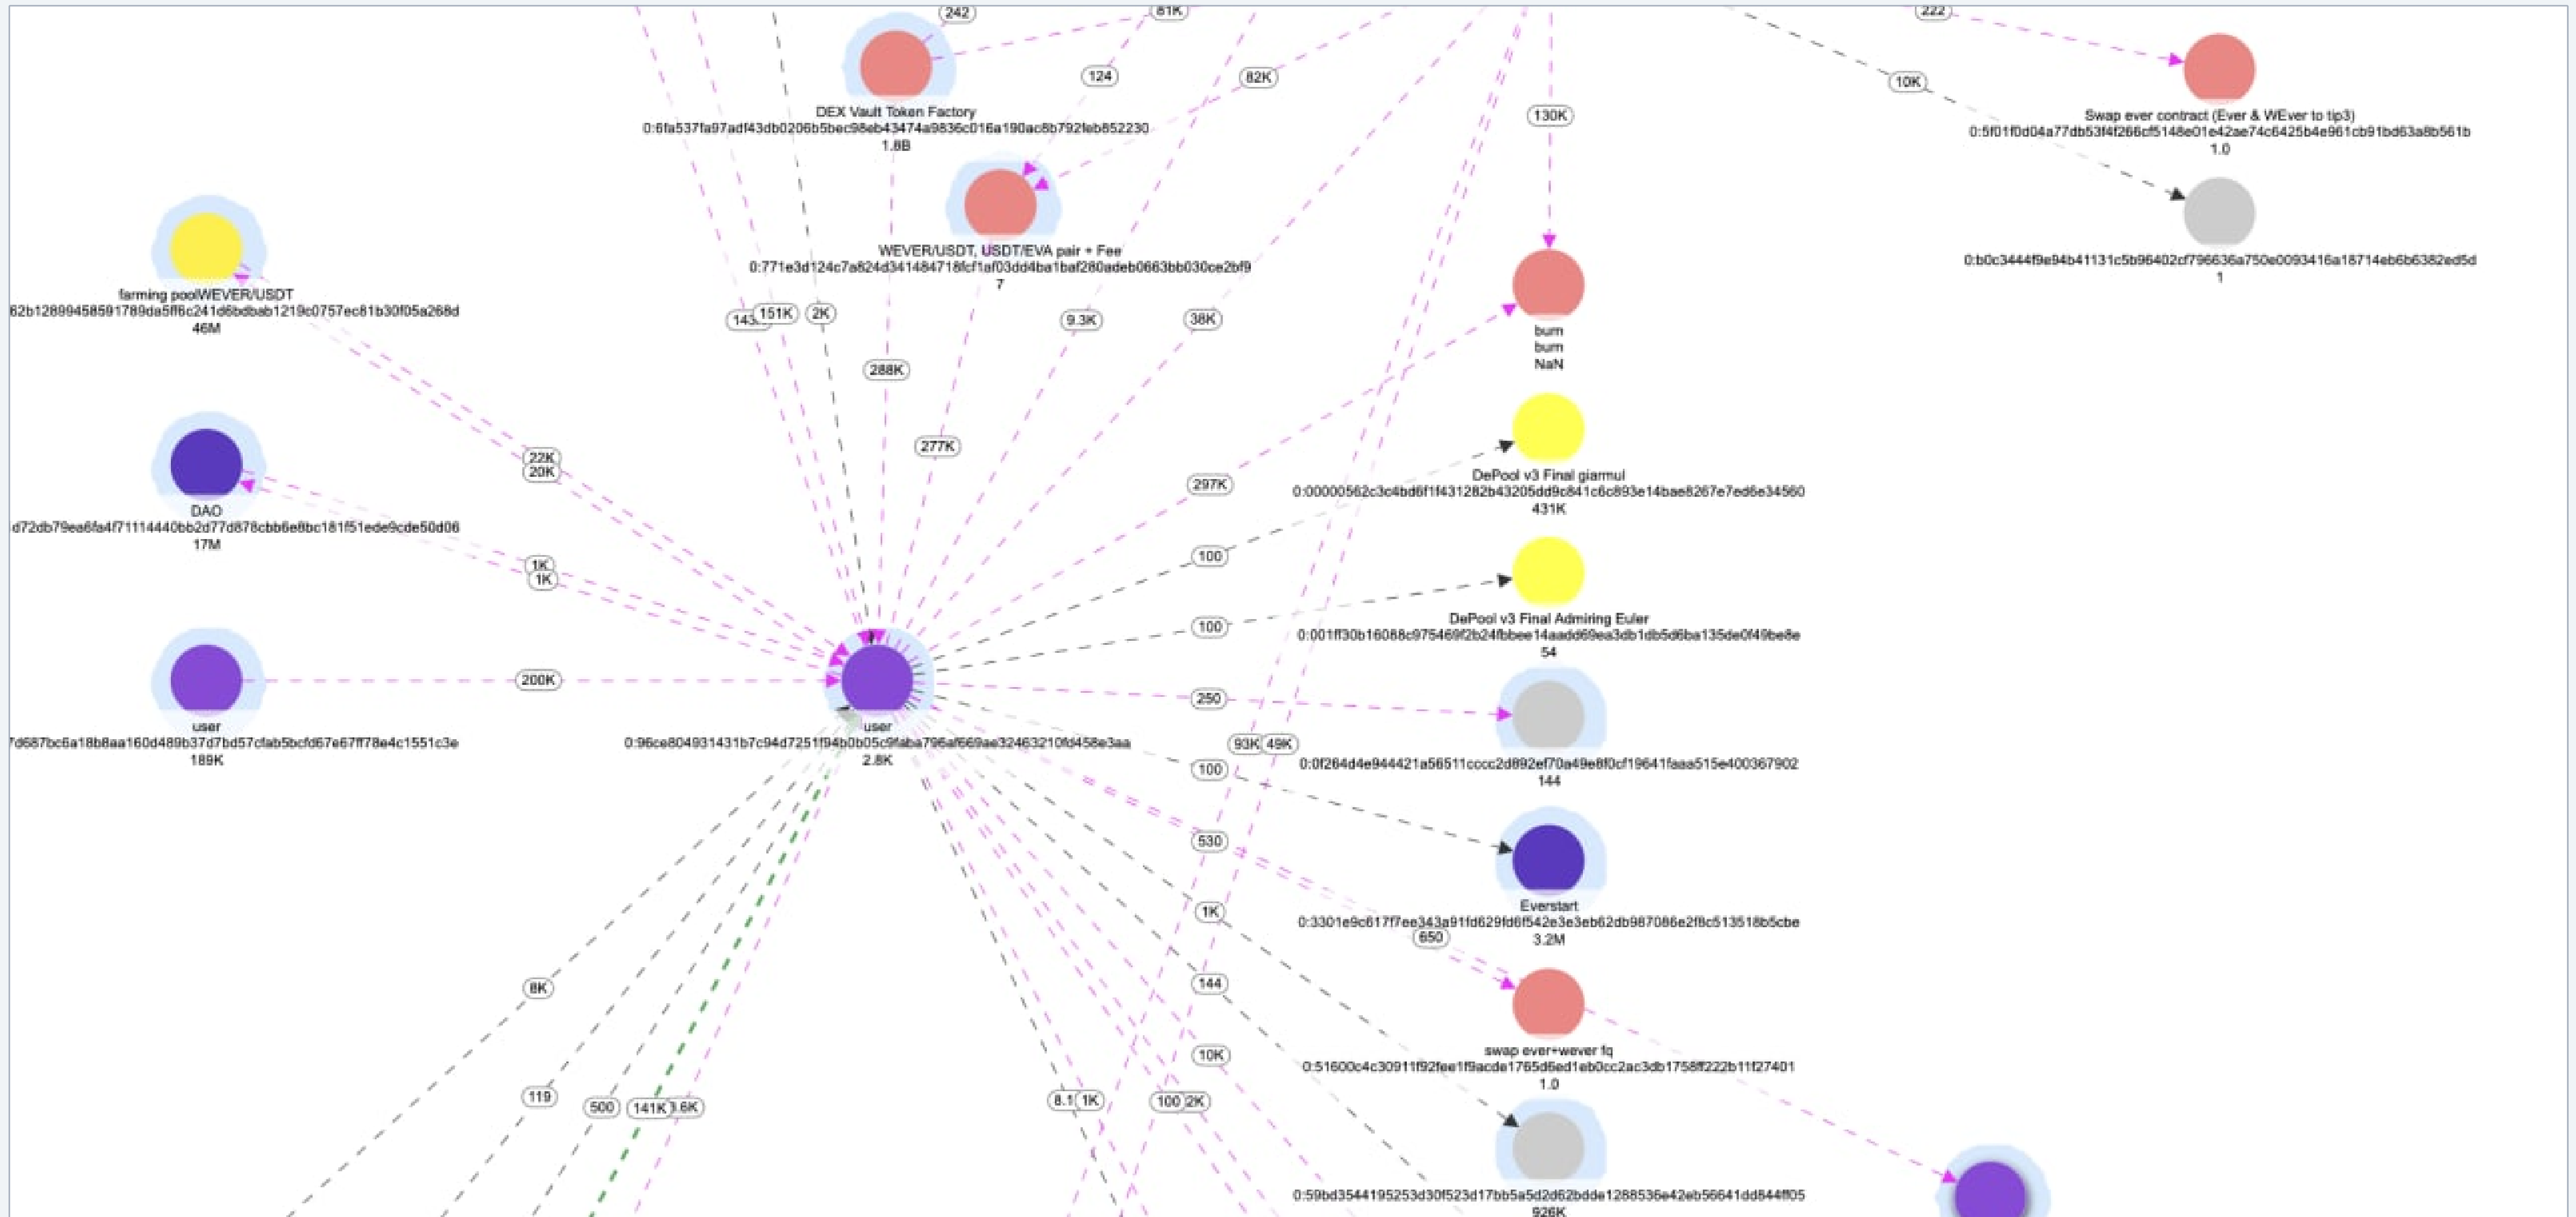 242
81K
222
124
82K
10K
130K
DEX Vault Token Factory
0:6fa537fa97adf43db0206b5bec98eb43474a9836c016a190ac8b792feb852230
1.8B
Swap ever contract (Ever & WEver to tip3)
0:5f01f0d04a77db53f4f266cf5148e01e42ae74c6425b4e961cb91bd63a8b561b
1.0
WEVER/USDT, USDT/EVA pair + Fee
0:771e3d124c7a824d341484718fcf1af03dd4ba1baf280adeb0663bb030ce2bf9
7
0:b0c3444f9e94b41131c5b96402cf796636a750e0093416a18714eb6b6382ed5d
1
farming poolWEVER/USDT
62b12899458591789da5ff6c241d6bdbab1219c0757ec81b30f05a268d
46M
151K
2K
9.3K
38K
288K
burn
burn
NaN
277K
22K
20K
297K
DePool v3 Final giarmul
0:00000562c3c4bd6f1f431282b43205dd9c841c6c893e14bae8267e7ed6e34560
431K
DAO
d72db79ea6fa4f71114440bb2d77d878cbb6e8bc181f51ede9cde50d06
17M
1K
1K
100
100
DePool v3 Final Admiring Euler
0:001ff30b16088c975469f2b24fbbee14aadd69ea3db1db5d6ba135de0f49be8e
54
200K
250
user
7d687bc6a18b8aa160d489b37d7bd57cfab5bcfd67e67ff78e4c1551c3e
189K
user
0:96ce804931431b7c94d7251f94b0b05c9faba796af669ae32463210fd458e3aa
2.8K
93K
49K
100
0:0f264d4e944421a56511cccc2d892ef70a49e8f0cf19641faaa515e400367902
144
530
Everstart
0:3301e9c617f7ee343a91fd629fd6f542e3e3eb62db987086e2f8c513518b5cbe
3.2M
1K
650
8K
144
10K
swap ever+wever fq
0:51600c4c30911f92fee1f9acde1765d6ed1eb0cc2ac3db1758ff222b11f27401
1.0
119
500
141K
8.1
1K
100
2K
0:59bd3544195253d30f523d17bb5a5d2d62bdde1288536e42eb56641dd844ff05
926K